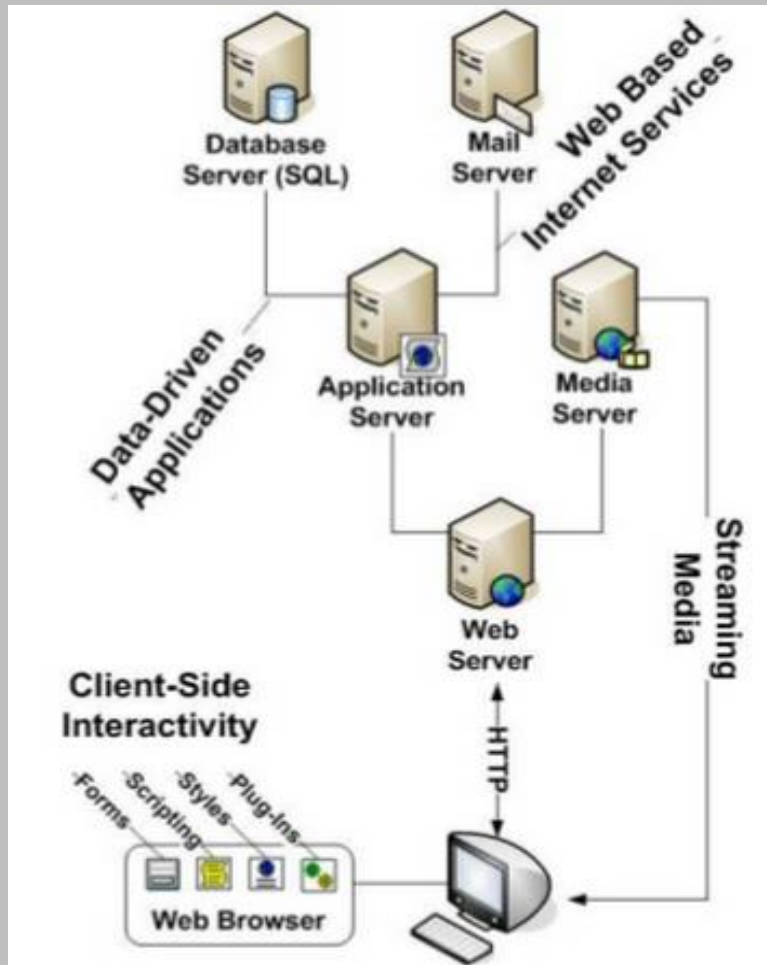 Database
Server (SQL)
Mail
Server
Web Based
Internet Services
Data-Driven
Applications
Application
Server
Media
Server
Streaming
Media
Web
Server
HTTP
Client-Side
Interactivity
Forms
Scripting
Styles
Plug-Ins
Web Browser